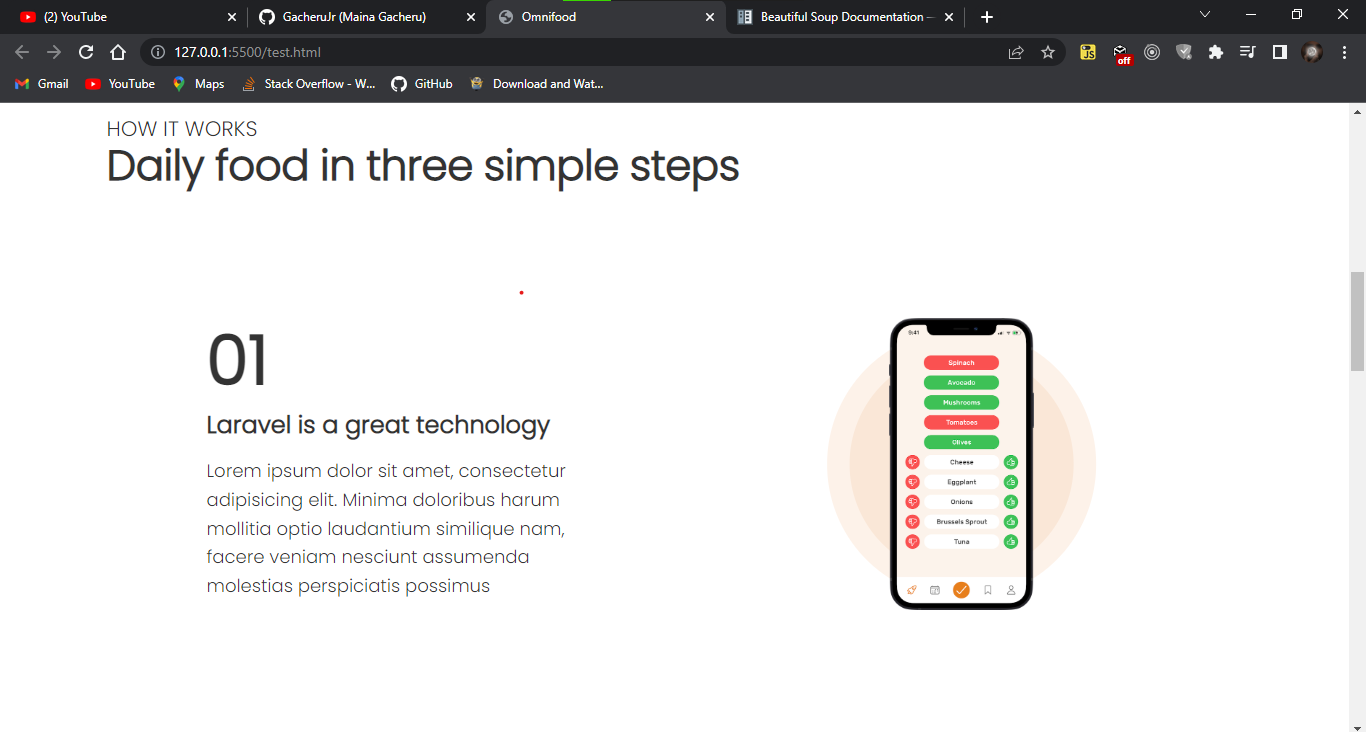 (2) YouTube
GacheruJr (Maina Gacheru)
Omnifood
Beautiful Soup Documentation —
127.0.0.1:5500/test.html
JS
off
Gmail
YouTube
Maps
Stack Overflow - W...
GitHub
Download and Wat...
HOW IT WORKS
Daily food in three simple steps
01
Laravel is a great technology
Lorem ipsum dolor sit amet, consectetur
adipisicing elit. Minima doloribus harum
mollitia optio laudantium similique nam,
facere veniam nesciunt assumenda
molestias perspiciatis possimus
9:41
Spinach
Avocado
Mushrooms
Tomatoes
Olives
Cheese
Eggplant
Onions
Brussels Sprout
Tuna